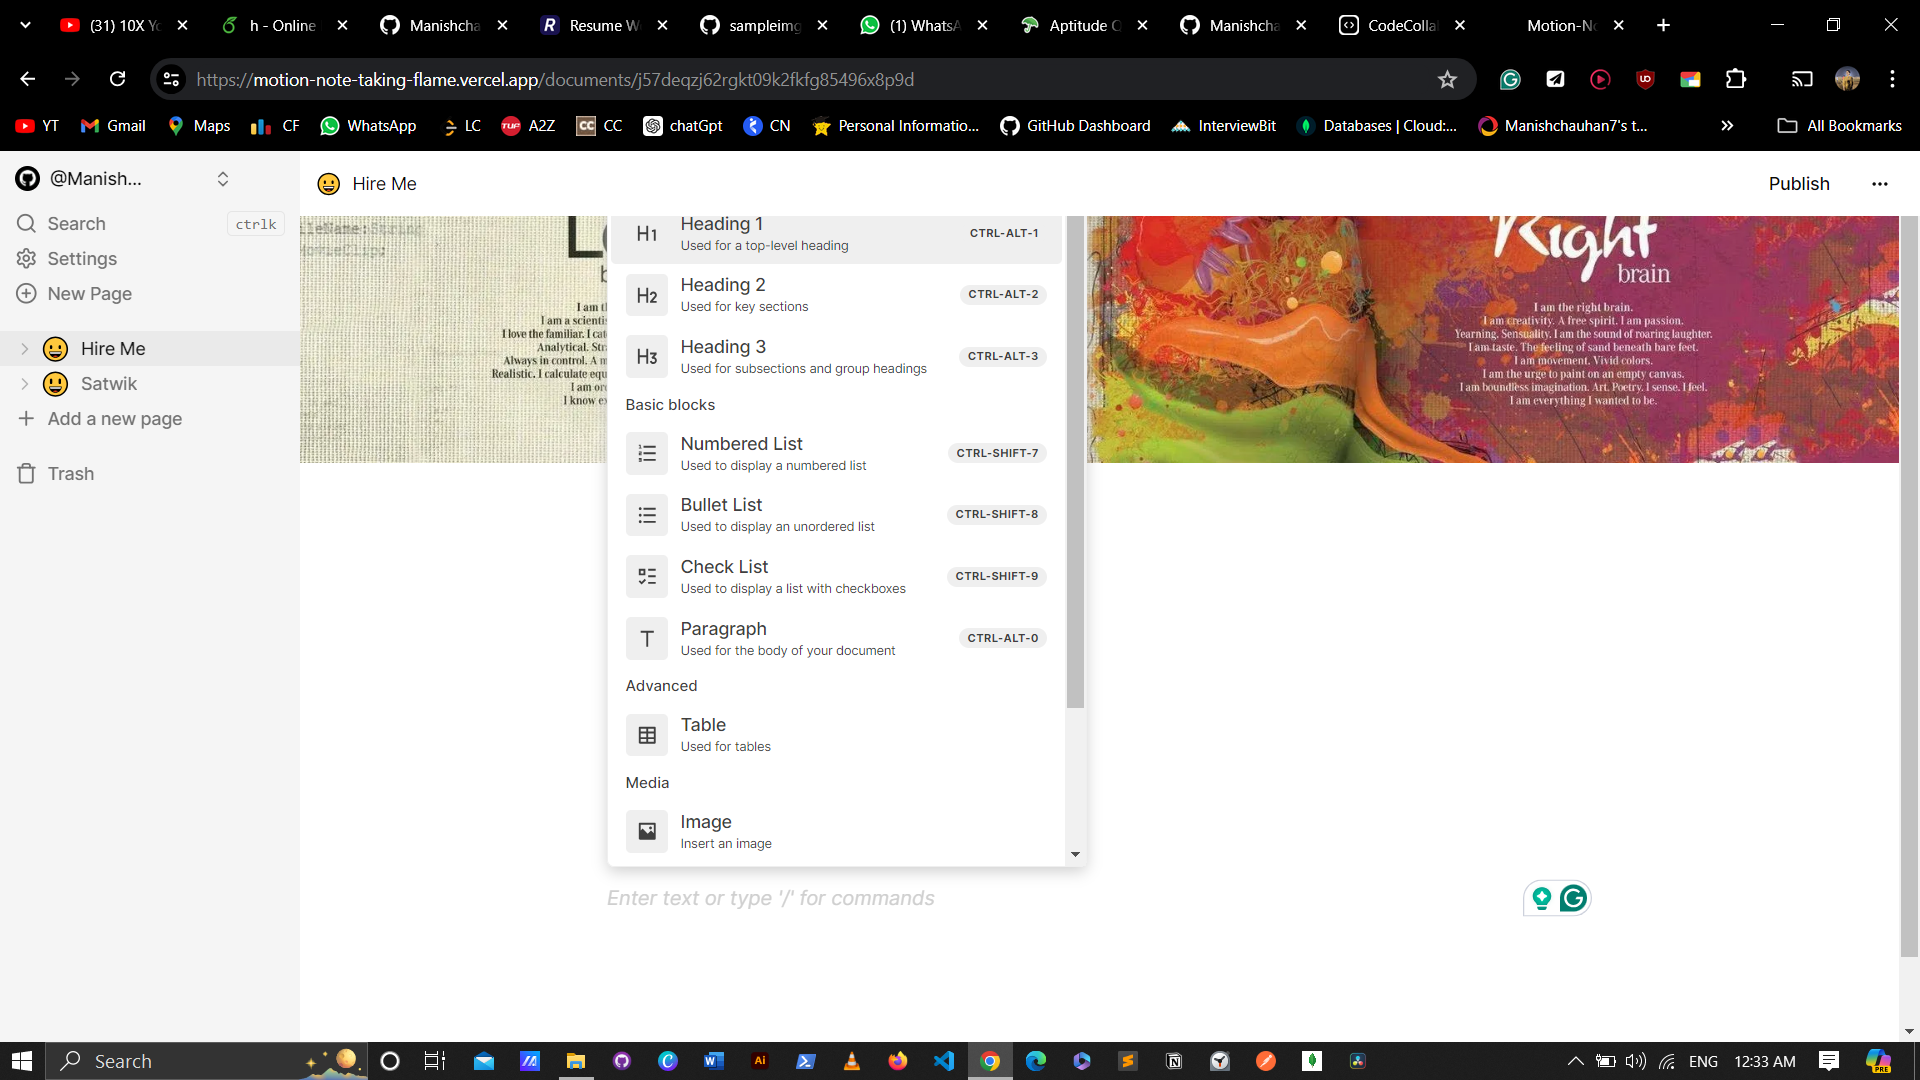 (31) 10X Yo
h - Online
Manishcha
Resume W
sampleimg
(1) WhatsA
Aptitude Q
Manishcha
CodeCollab
Motion-No
https://motion-note-taking-flame.vercel.app/documents/j57deqzj62rgkt09k2fkfg85496x8p9d
YT
Gmail
Maps
CF
WhatsApp
LC
A2Z
CC
chatGpt
CN
Personal Informatio...
GitHub Dashboard
InterviewBit
Databases | Cloud:...
Manishchauhan7's t...
All Bookmarks
@Manish...
Search
ctrlk
Settings
New Page
Hire Me
Satwik
Add a new page
Trash
Hire Me
Publish
Heading 1
Used for a top-level heading
CTRL-ALT-1
Heading 2
Used for key sections
CTRL-ALT-2
Heading 3
Used for subsections and group headings
CTRL-ALT-3
Basic blocks
Numbered List
Used to display a numbered list
CTRL-SHIFT-7
Bullet List
Used to display an unordered list
CTRL-SHIFT-8
Check List
Used to display a list with checkboxes
CTRL-SHIFT-9
Paragraph
Used for the body of your document
CTRL-ALT-0
Advanced
Table
Used for tables
Media
Image
Insert an image
Enter text or type '/' for commands
I am
I am a scientis
I love the familiar. I
Analytical.
Always in control. A
Realistic. I calculate
I am
I know
Right
brain
I am the right brain.
I am creativity. A free spirit. I am passion.
Yearning. Sensuality. I am the sound of roaring laughter.
I am taste. The feeling of sand beneath bare feet.
I am movement. Vivid colors.
I am the urge to paint on an empty canvas.
I am boundless imagination. Art. Poetry. I sense. I feel.
I am everything I wanted to be.
Search
ENG
12:33 AM